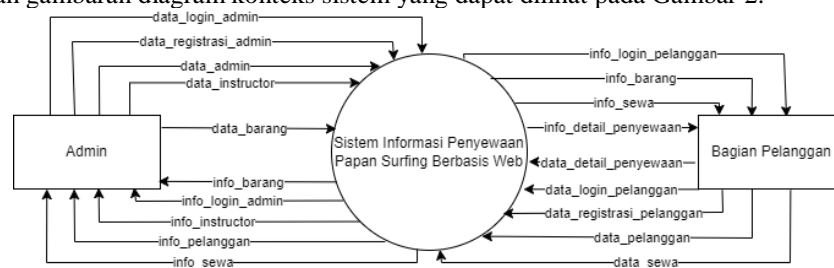 an gambaran diagram konteks sistem yang dapat dilihat pada Gambar 2.
data_login_admin
data_registrasi_admin
data_admin
data_instructor
data_barang
Admin
info_barang
info_login_admin
info_instructor
info_pelanggan
info_sewa
Sistem Informasi Penyewaan
Papan Surfing Berbasis Web
info_login_pelanggan
info_barang
info_sewa
info_detail_penyewaan
Bagian Pelanggan
data_detail_penyewaan
data_login_pelanggan
data_registrasi_pelanggan
data_pelanggan
data_sewa